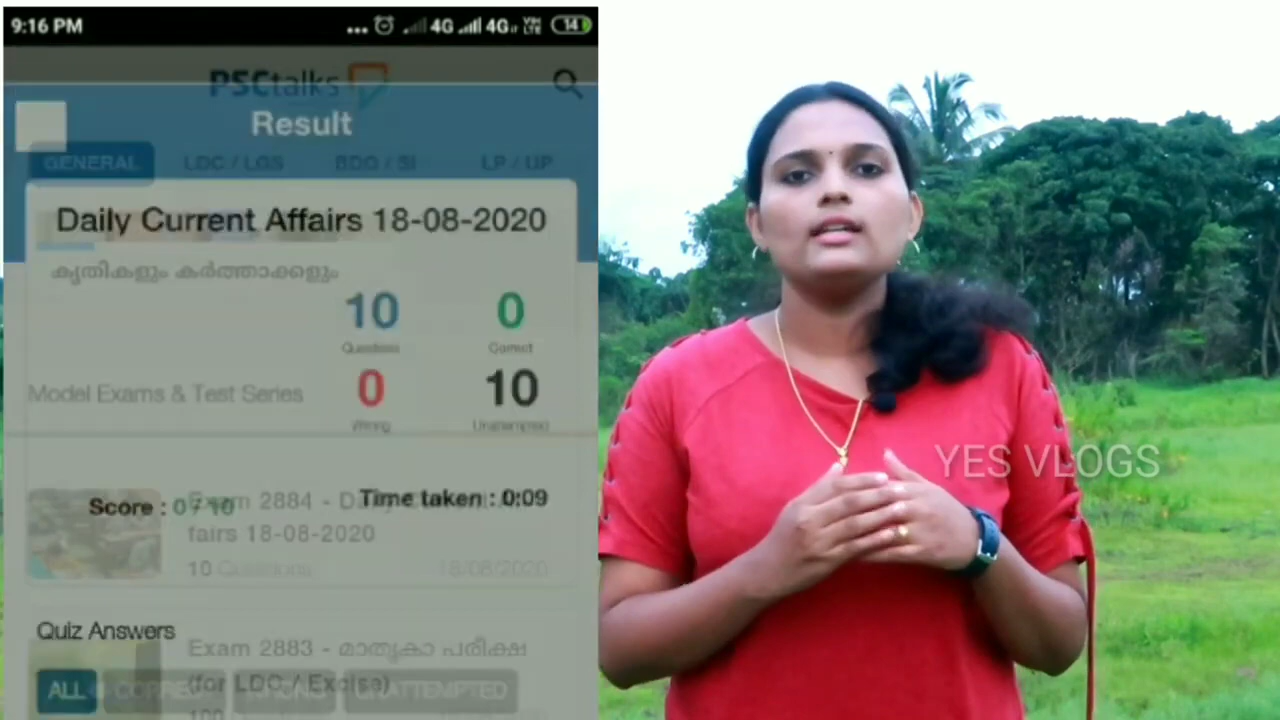 9:16 PM
4G 4G 14
PSCtalks
Result
GENERAL LDC / LGS BDO / SI LP / UP
Daily Current Affairs 18-08-2020
കൃതികളും കർത്താക്കളും
10 0
Questions Correct
Model Exams & Test Series 0 10
Wrong Unattempted
Score : 0 / 10 Time taken : 0:09
Exam 2884 - Daily Current Af-
fairs 18-08-2020
10 Questions 18/08/2020
Quiz Answers
Exam 2883 - മാതൃകാ പരീക്ഷ
(for LDC / Excise)
ALL UNATTEMPTED
100
YES VLOGS